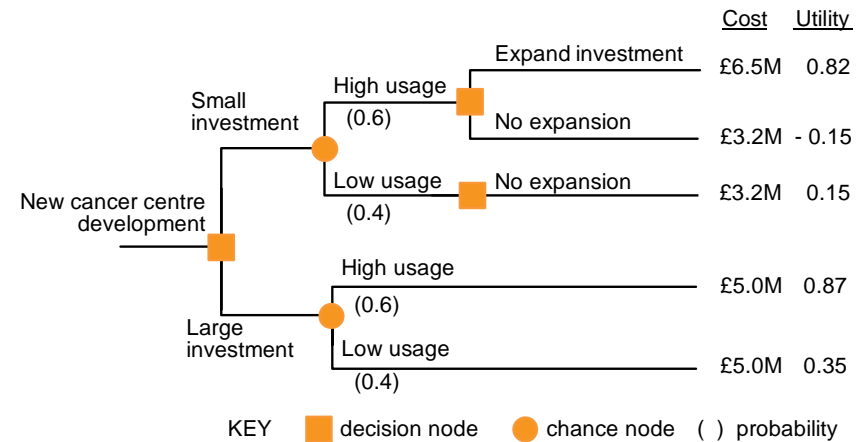 Cost Utility
Expand investment £6.5M 0.82
High usage
(0.6)
Small
investment
No expansion £3.2M - 0.15
Low usage
(0.4)
No expansion £3.2M 0.15
New cancer centre
development
High usage £5.0M 0.87
(0.6)
Large
investment
Low usage £5.0M 0.35
(0.4)
KEY decision node chance node ( ) probability